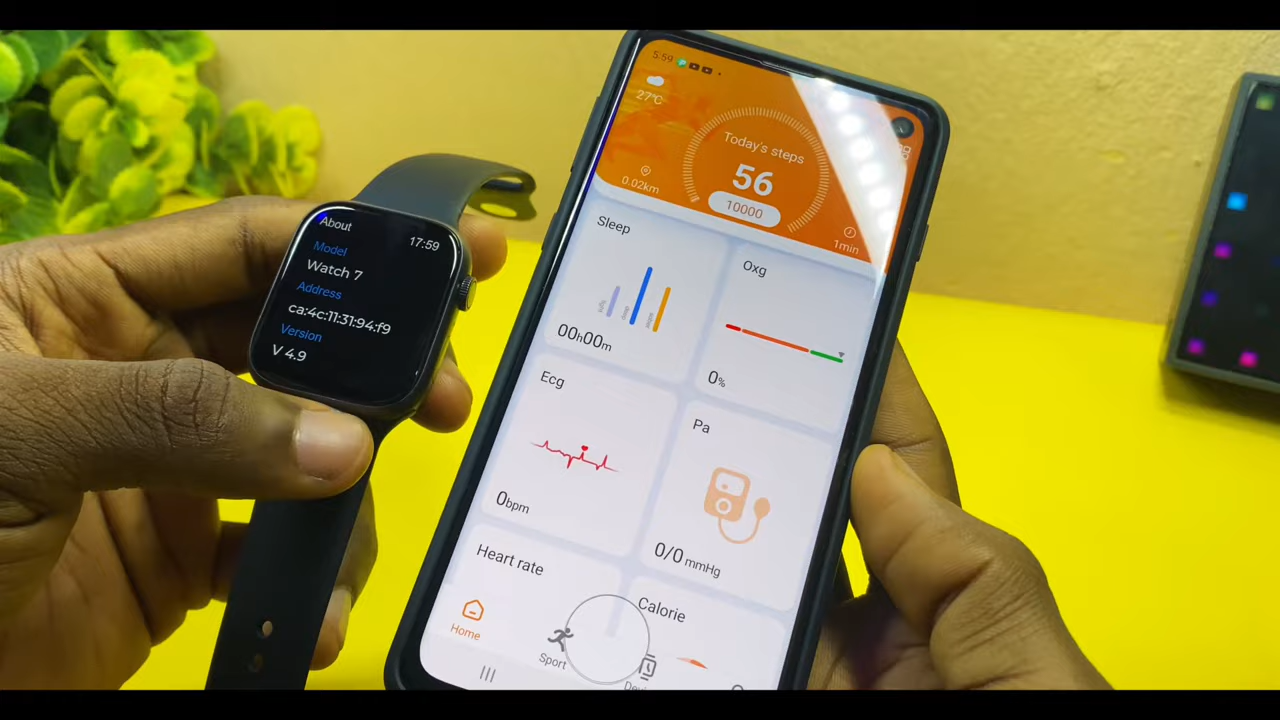 About
17:59
Model
Watch 7
Address
ca:4c:11:31:94:f9
Version
V 4.9
5:59
27℃
Today's steps
56
10000
0.02km
1min
Sleep
00h00m
Oxg
0%
Ecg
0bpm
Pa
0/0 mmHg
Heart rate
Calorie
Home
Sport